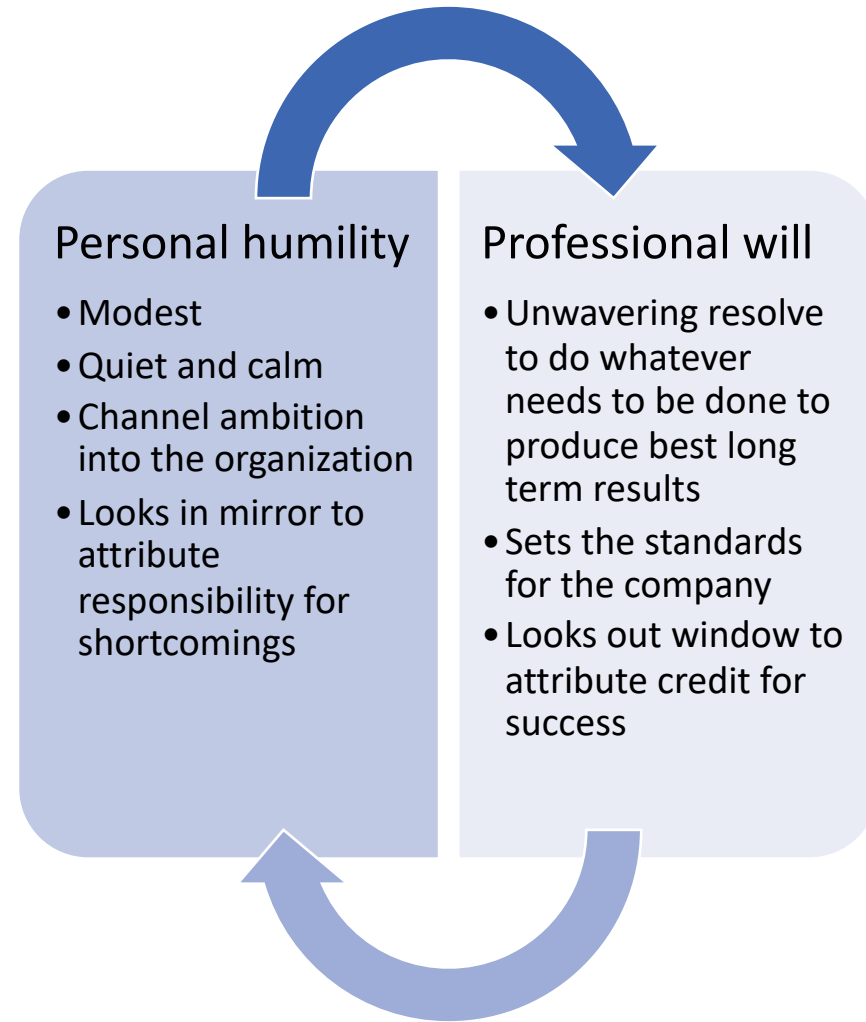 Personal humility
•Modest
•Quiet and calm
•Channel ambition
into the organization
•Looks in mirror to
attribute
responsibility for
shortcomings
Professional will
•Unwavering resolve
to do whatever
needs to be done to
produce best long
term results
•Sets the standards
for the company
•Looks out window to
attribute credit for
success